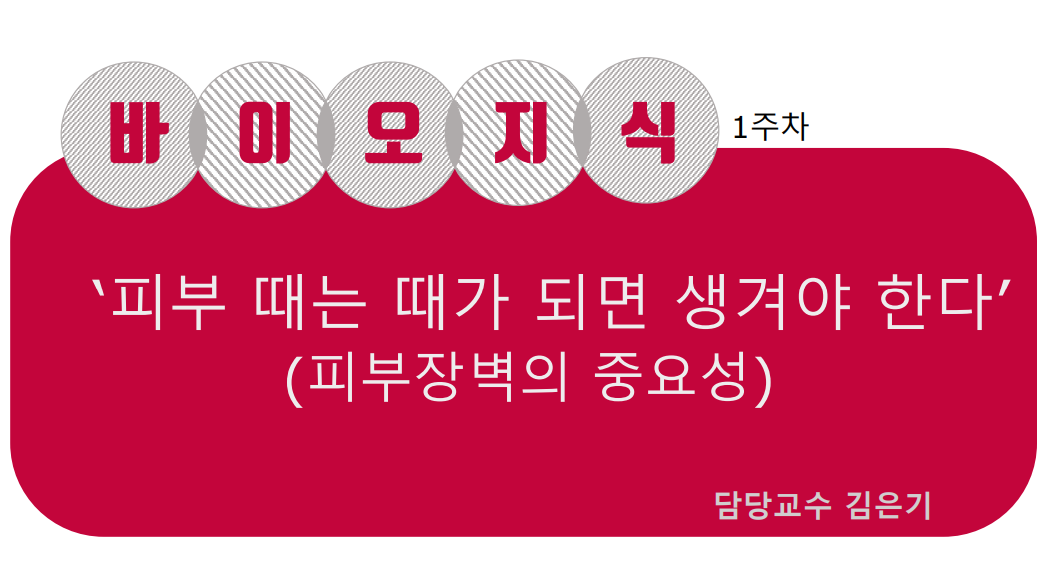 바이오지식 1주차
‘피부 때는 때가 되면 생겨야 한다’
(피부장벽의 중요성)
담당교수 김은기